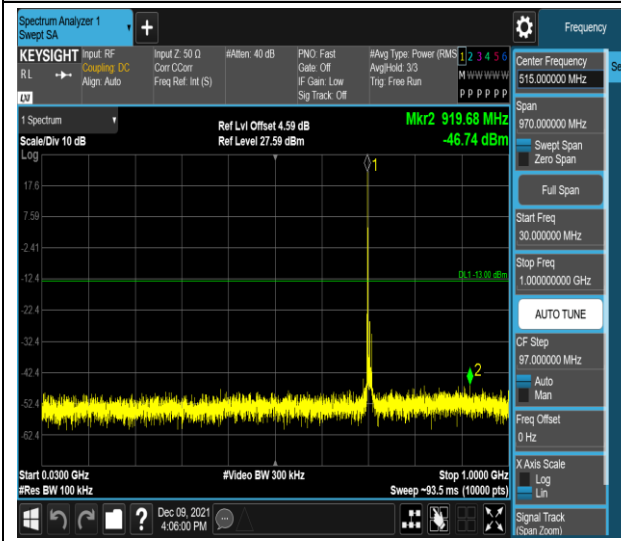 Spectrum Analyzer 1
Swept SA
Frequency
KEYSIGHT
RL
LXI
Input: RF
Coupling: DC
Align: Auto
Input Z: 50 Ω
Corr CCorr
Freq Ref: Int (S)
#Atten: 40 dB
PNO: Fast
Gate: Off
IF Gain: Low
Sig Track: Off
#Avg Type: Power (RMS
Avg|Hold: 3/3
Trig: Free Run
1 2 3 4 5 6
M W W W W W
P P P P P P
1 Spectrum
Scale/Div 10 dB
Log
Ref Lvl Offset 4.59 dB
Ref Level 27.59 dBm
Mkr2 919.68 MHz
-46.74 dBm
1
17.6
7.59
-2.41
-12.4
DL1 -13.00 dBm
-22.4
-32.4
-42.4
2
-52.4
-62.4
Start 0.0300 GHz
#Res BW 100 kHz
#Video BW 300 kHz
Stop 1.0000 GHz
Sweep ~93.5 ms (10000 pts)
Dec 09, 2021
4:06:00 PM
Center Frequency
515.000000 MHz
Se
Span
970.000000 MHz
Swept Span
Zero Span
Full Span
Start Freq
30.000000 MHz
Stop Freq
1.000000000 GHz
AUTO TUNE
CF Step
97.000000 MHz
Auto
Man
Freq Offset
0 Hz
X Axis Scale
Log
Lin
Signal Track
(Span Zoom)